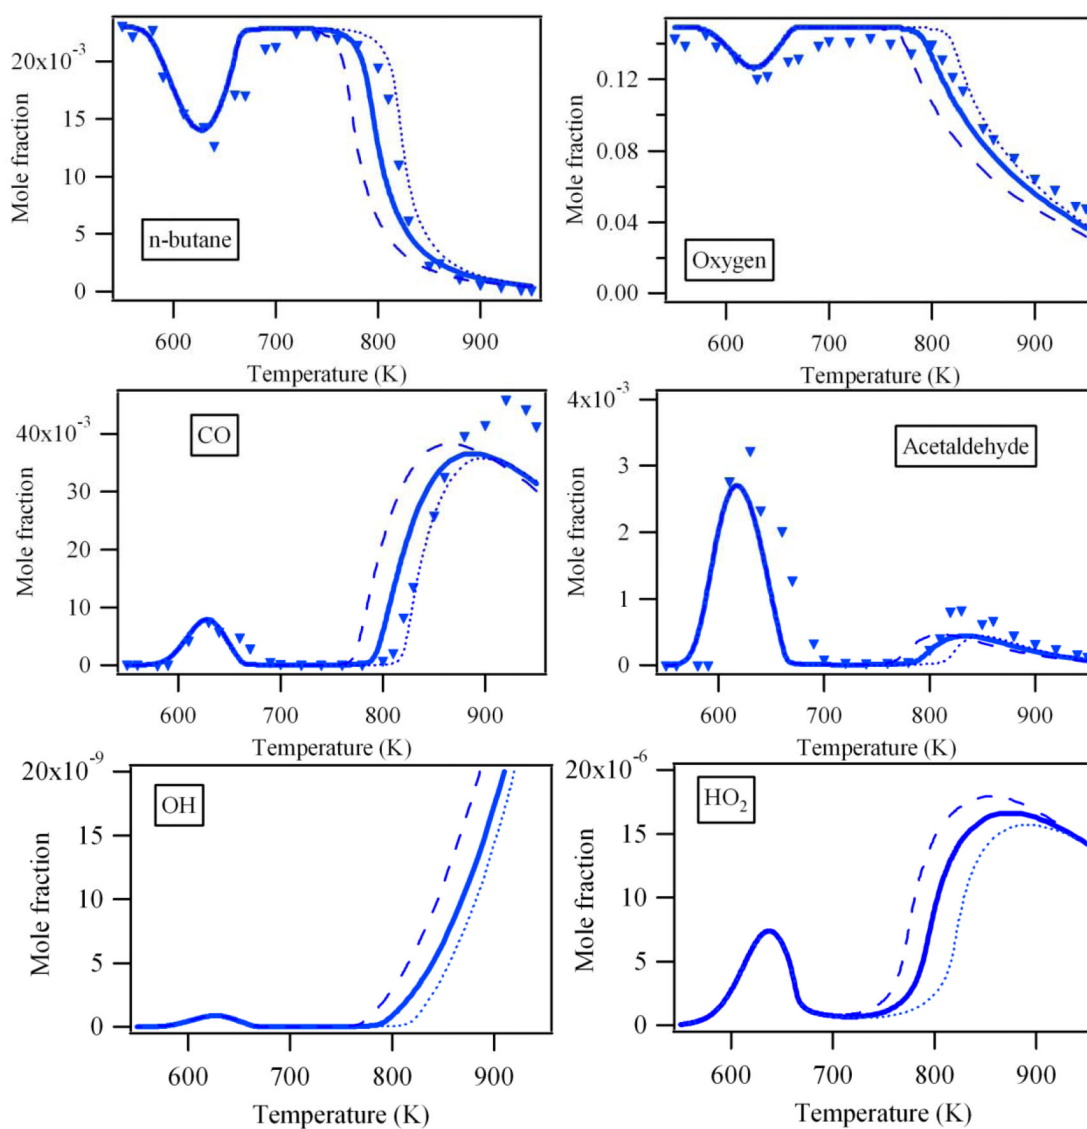 Mole fraction
20x10⁻³
15
10
5
0
n-butane
600 700 800 900
Temperature (K)
Mole fraction
0.12
0.08
0.04
0.00
Oxygen
600 700 800 900
Temperature (K)
Mole fraction
40x10⁻³
30
20
10
0
CO
600 700 800 900
Temperature (K)
Mole fraction
4x10⁻³
3
2
1
0
Acetaldehyde
600 700 800 900
Temperature (K)
Mole fraction
20x10⁻⁹
15
10
5
0
OH
600 700 800 900
Temperature (K)
Mole fraction
20x10⁻⁶
15
10
5
0
HO₂
600 700 800 900
Temperature (K)